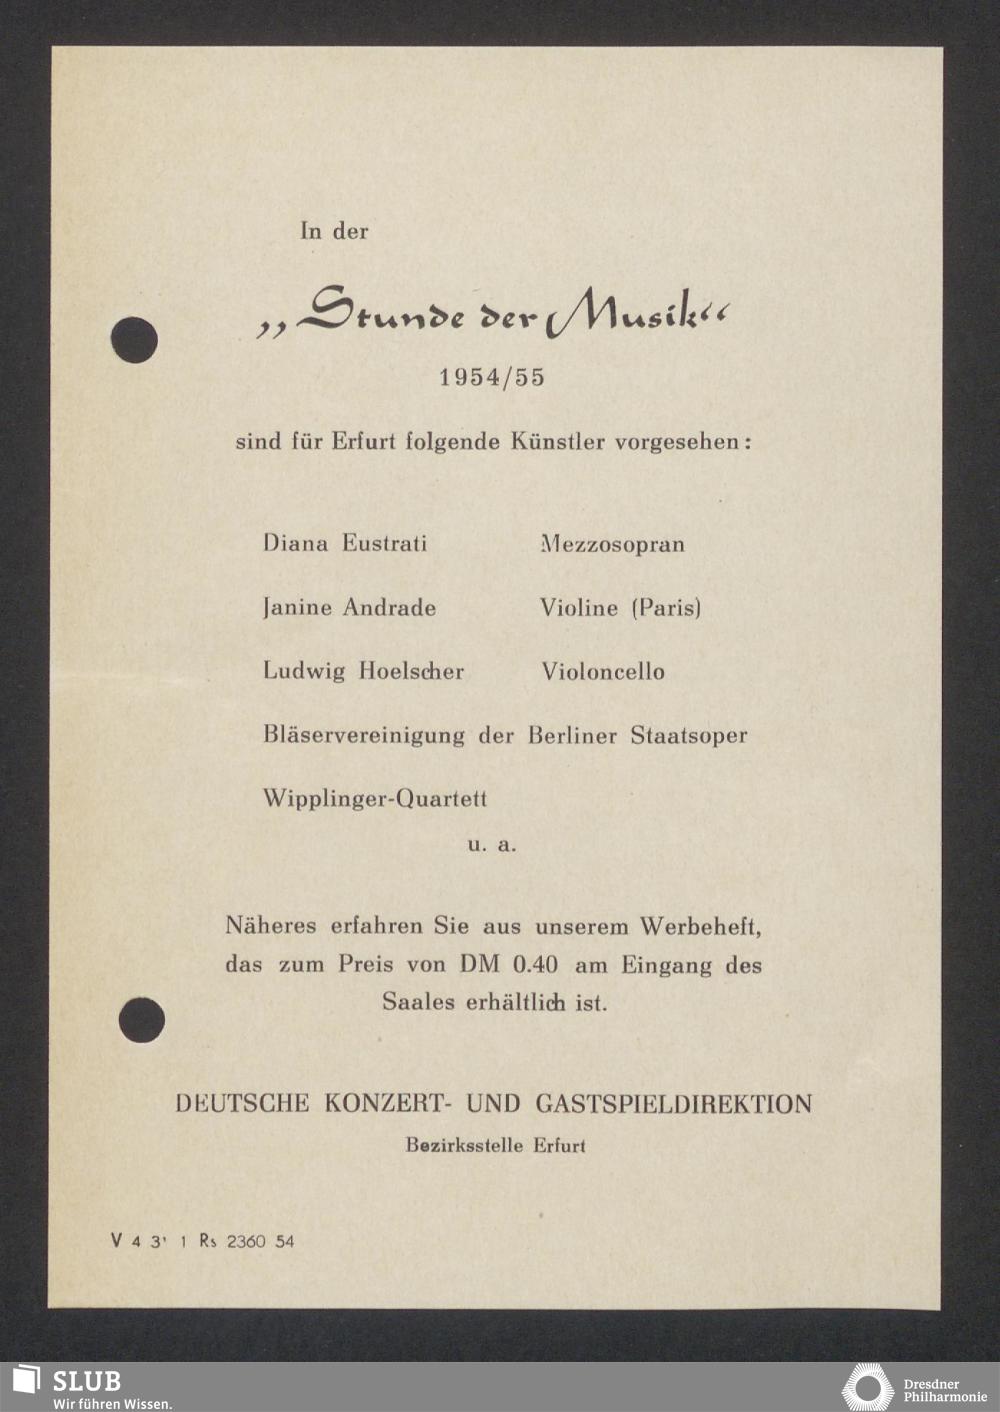 In der
„Stunde der Musik“
1954/55
sind für Erfurt folgende Künstler vorgesehen:
Diana Eustrati Mezzosopran
Janine Andrade Violine (Paris)
Ludwig Hoelscher Violoncello
Bläservereinigung der Berliner Staatsoper
Wipplinger-Quartett
u. a.
Näheres erfahren Sie aus unserem Werbeheft,
das zum Preis von DM 0.40 am Eingang des
Saales erhältlich ist.
DEUTSCHE KONZERT- UND GASTSPIELDIREKTION
Bezirksstelle Erfurt
V 4 3' 1 Rs 2360 54
SLUB
Wir führen Wissen.
Dresdner
Philharmonie